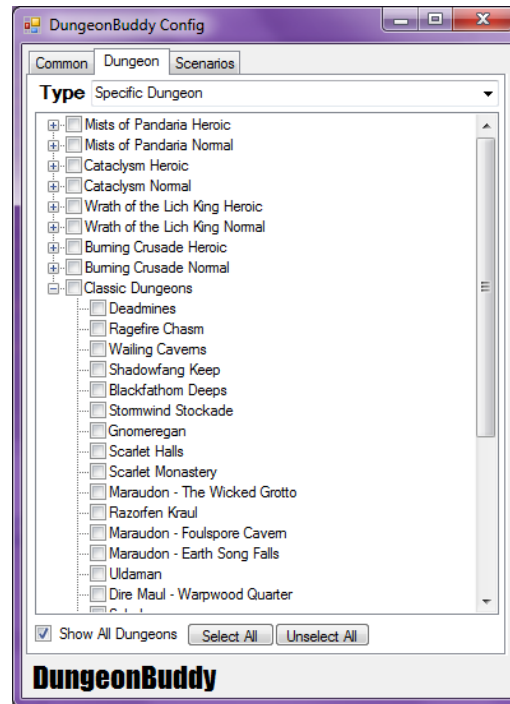 DungeonBuddy Config
Common Dungeon Scenarios
Type Specific Dungeon
Mists of Pandaria Heroic
Mists of Pandaria Normal
Cataclysm Heroic
Cataclysm Normal
Wrath of the Lich King Heroic
Wrath of the Lich King Normal
Burning Crusade Heroic
Burning Crusade Normal
Classic Dungeons
Deadmines
Ragefire Chasm
Wailing Caverns
Shadowfang Keep
Blackfathom Deeps
Stormwind Stockade
Gnomeregan
Scarlet Halls
Scarlet Monastery
Maraudon - The Wicked Grotto
Razorfen Kraul
Maraudon - Foulspore Cavern
Maraudon - Earth Song Falls
Uldaman
Dire Maul - Warpwood Quarter
Show All Dungeons Select All Unselect All
DungeonBuddy